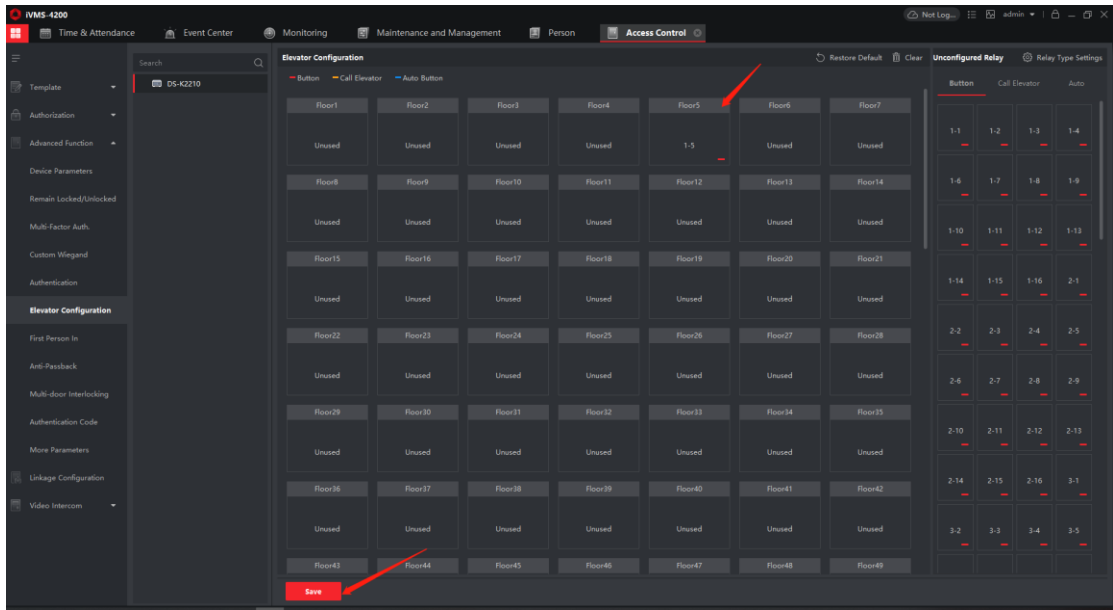 iVMS-4200
Not Log... admin
Time & Attendance Event Center Monitoring Maintenance and Management Person Access Control
Template
Authorization
Advanced Function
Device Parameters
Remain Locked/Unlocked
Multi-Factor Auth.
Custom Wiegand
Authentication
Elevator Configuration
First Person In
Anti-Passback
Multi-door Interlocking
Authentication Code
More Parameters
Linkage Configuration
Video Intercom
Search
DS-K2210
Elevator Configuration Restore Default Clear
Button Call Elevator Auto Button
Floor1 Floor2 Floor3 Floor4 Floor5 Floor6 Floor7
Unused Unused Unused Unused 1-5 Unused Unused
Floor8 Floor9 Floor10 Floor11 Floor12 Floor13 Floor14
Unused Unused Unused Unused Unused Unused Unused
Floor15 Floor16 Floor17 Floor18 Floor19 Floor20 Floor21
Unused Unused Unused Unused Unused Unused Unused
Floor22 Floor23 Floor24 Floor25 Floor26 Floor27 Floor28
Unused Unused Unused Unused Unused Unused Unused
Floor29 Floor30 Floor31 Floor32 Floor33 Floor34 Floor35
Unused Unused Unused Unused Unused Unused Unused
Floor36 Floor37 Floor38 Floor39 Floor40 Floor41 Floor42
Unused Unused Unused Unused Unused Unused Unused
Floor43 Floor44 Floor45 Floor46 Floor47 Floor48 Floor49
Save
Unconfigured Relay Relay Type Settings
Button Call Elevator Auto
1-1 1-2 1-3 1-4
1-6 1-7 1-8 1-9
1-10 1-11 1-12 1-13
1-14 1-15 1-16 2-1
2-2 2-3 2-4 2-5
2-6 2-7 2-8 2-9
2-10 2-11 2-12 2-13
2-14 2-15 2-16 3-1
3-2 3-3 3-4 3-5